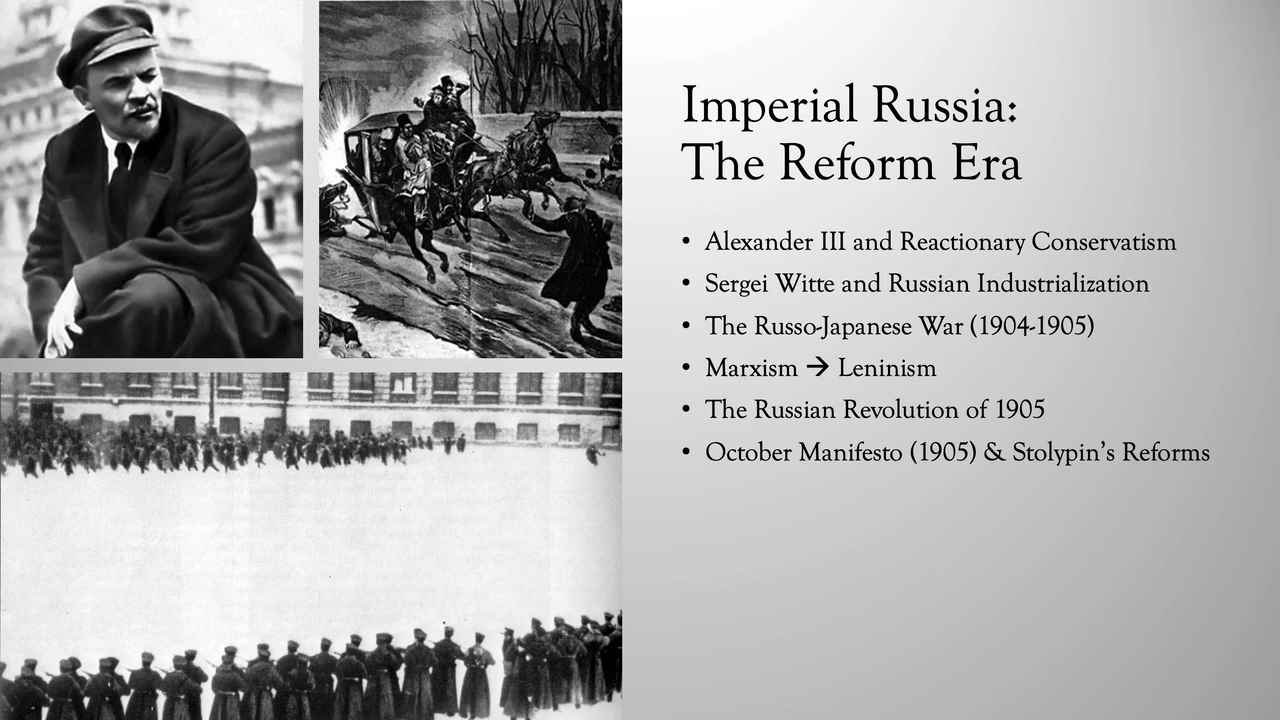 Imperial Russia:
The Reform Era
• Alexander III and Reactionary Conservatism
• Sergei Witte and Russian Industrialization
• The Russo-Japanese War (1904-1905)
• Marxism → Leninism
• The Russian Revolution of 1905
• October Manifesto (1905) & Stolypin’s Reforms